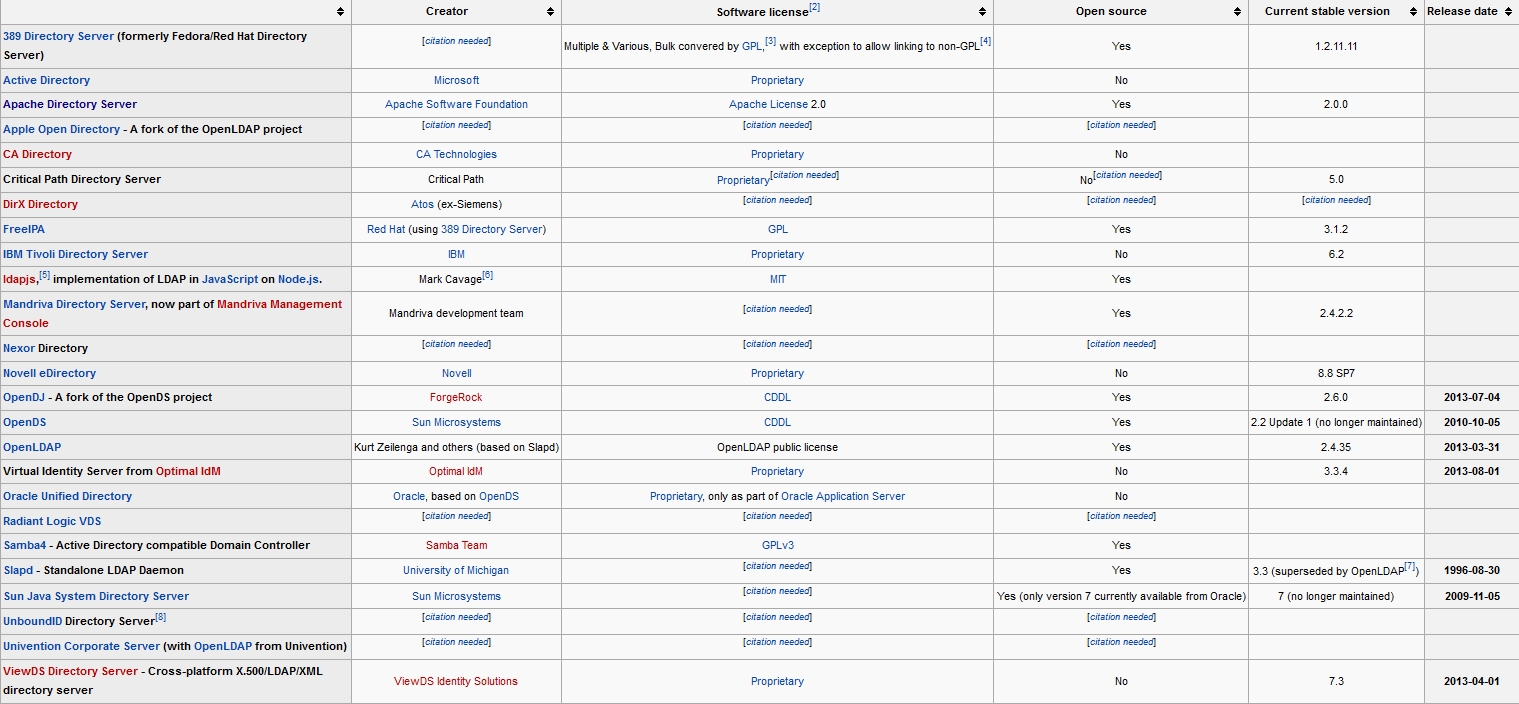 Creator Software license[2] Open source Current stable version Release date
389 Directory Server (formerly Fedora/Red Hat Directory
Server) [citation needed] Multiple & Various, Bulk convered by GPL,[3] with exception to allow linking to non-GPL[4] Yes 1.2.11.11
Active Directory Microsoft Proprietary No
Apache Directory Server Apache Software Foundation Apache License 2.0 Yes 2.0.0
Apple Open Directory - A fork of the OpenLDAP project [citation needed] [citation needed] [citation needed]
CA Directory CA Technologies Proprietary No
Critical Path Directory Server Critical Path Proprietary[citation needed] No[citation needed] 5.0
DirX Directory Atos (ex-Siemens) [citation needed] [citation needed] [citation needed]
FreeIPA Red Hat (using 389 Directory Server) GPL Yes 3.1.2
IBM Tivoli Directory Server IBM Proprietary No 6.2
ldapjs,[5] implementation of LDAP in JavaScript on Node.js. Mark Cavage[6] MIT Yes
Mandriva Directory Server, now part of Mandriva Management
Console Mandriva development team [citation needed] Yes 2.4.2.2
Nexor Directory [citation needed] [citation needed] [citation needed]
Novell eDirectory Novell Proprietary No 8.8 SP7
OpenDJ - A fork of the OpenDS project ForgeRock CDDL Yes 2.6.0 2013-07-04
OpenDS Sun Microsystems CDDL Yes 2.2 Update 1 (no longer maintained) 2010-10-05
OpenLDAP Kurt Zeilenga and others (based on Slapd) OpenLDAP public license Yes 2.4.35 2013-03-31
Virtual Identity Server from Optimal IdM Optimal IdM Proprietary No 3.3.4 2013-08-01
Oracle Unified Directory Oracle, based on OpenDS Proprietary, only as part of Oracle Application Server No
Radiant Logic VDS [citation needed] [citation needed] [citation needed]
Samba4 - Active Directory compatible Domain Controller Samba Team GPLv3 Yes
Slapd - Standalone LDAP Daemon University of Michigan [citation needed] Yes 3.3 (superseded by OpenLDAP[7]) 1996-08-30
Sun Java System Directory Server Sun Microsystems [citation needed] Yes (only version 7 currently available from Oracle) 7 (no longer maintained) 2009-11-05
UnboundID Directory Server[8] [citation needed] [citation needed] [citation needed]
Univention Corporate Server (with OpenLDAP from Univention) [citation needed] [citation needed] [citation needed]
ViewDS Directory Server - Cross-platform X.500/LDAP/XML
directory server ViewDS Identity Solutions Proprietary No 7.3 2013-04-01